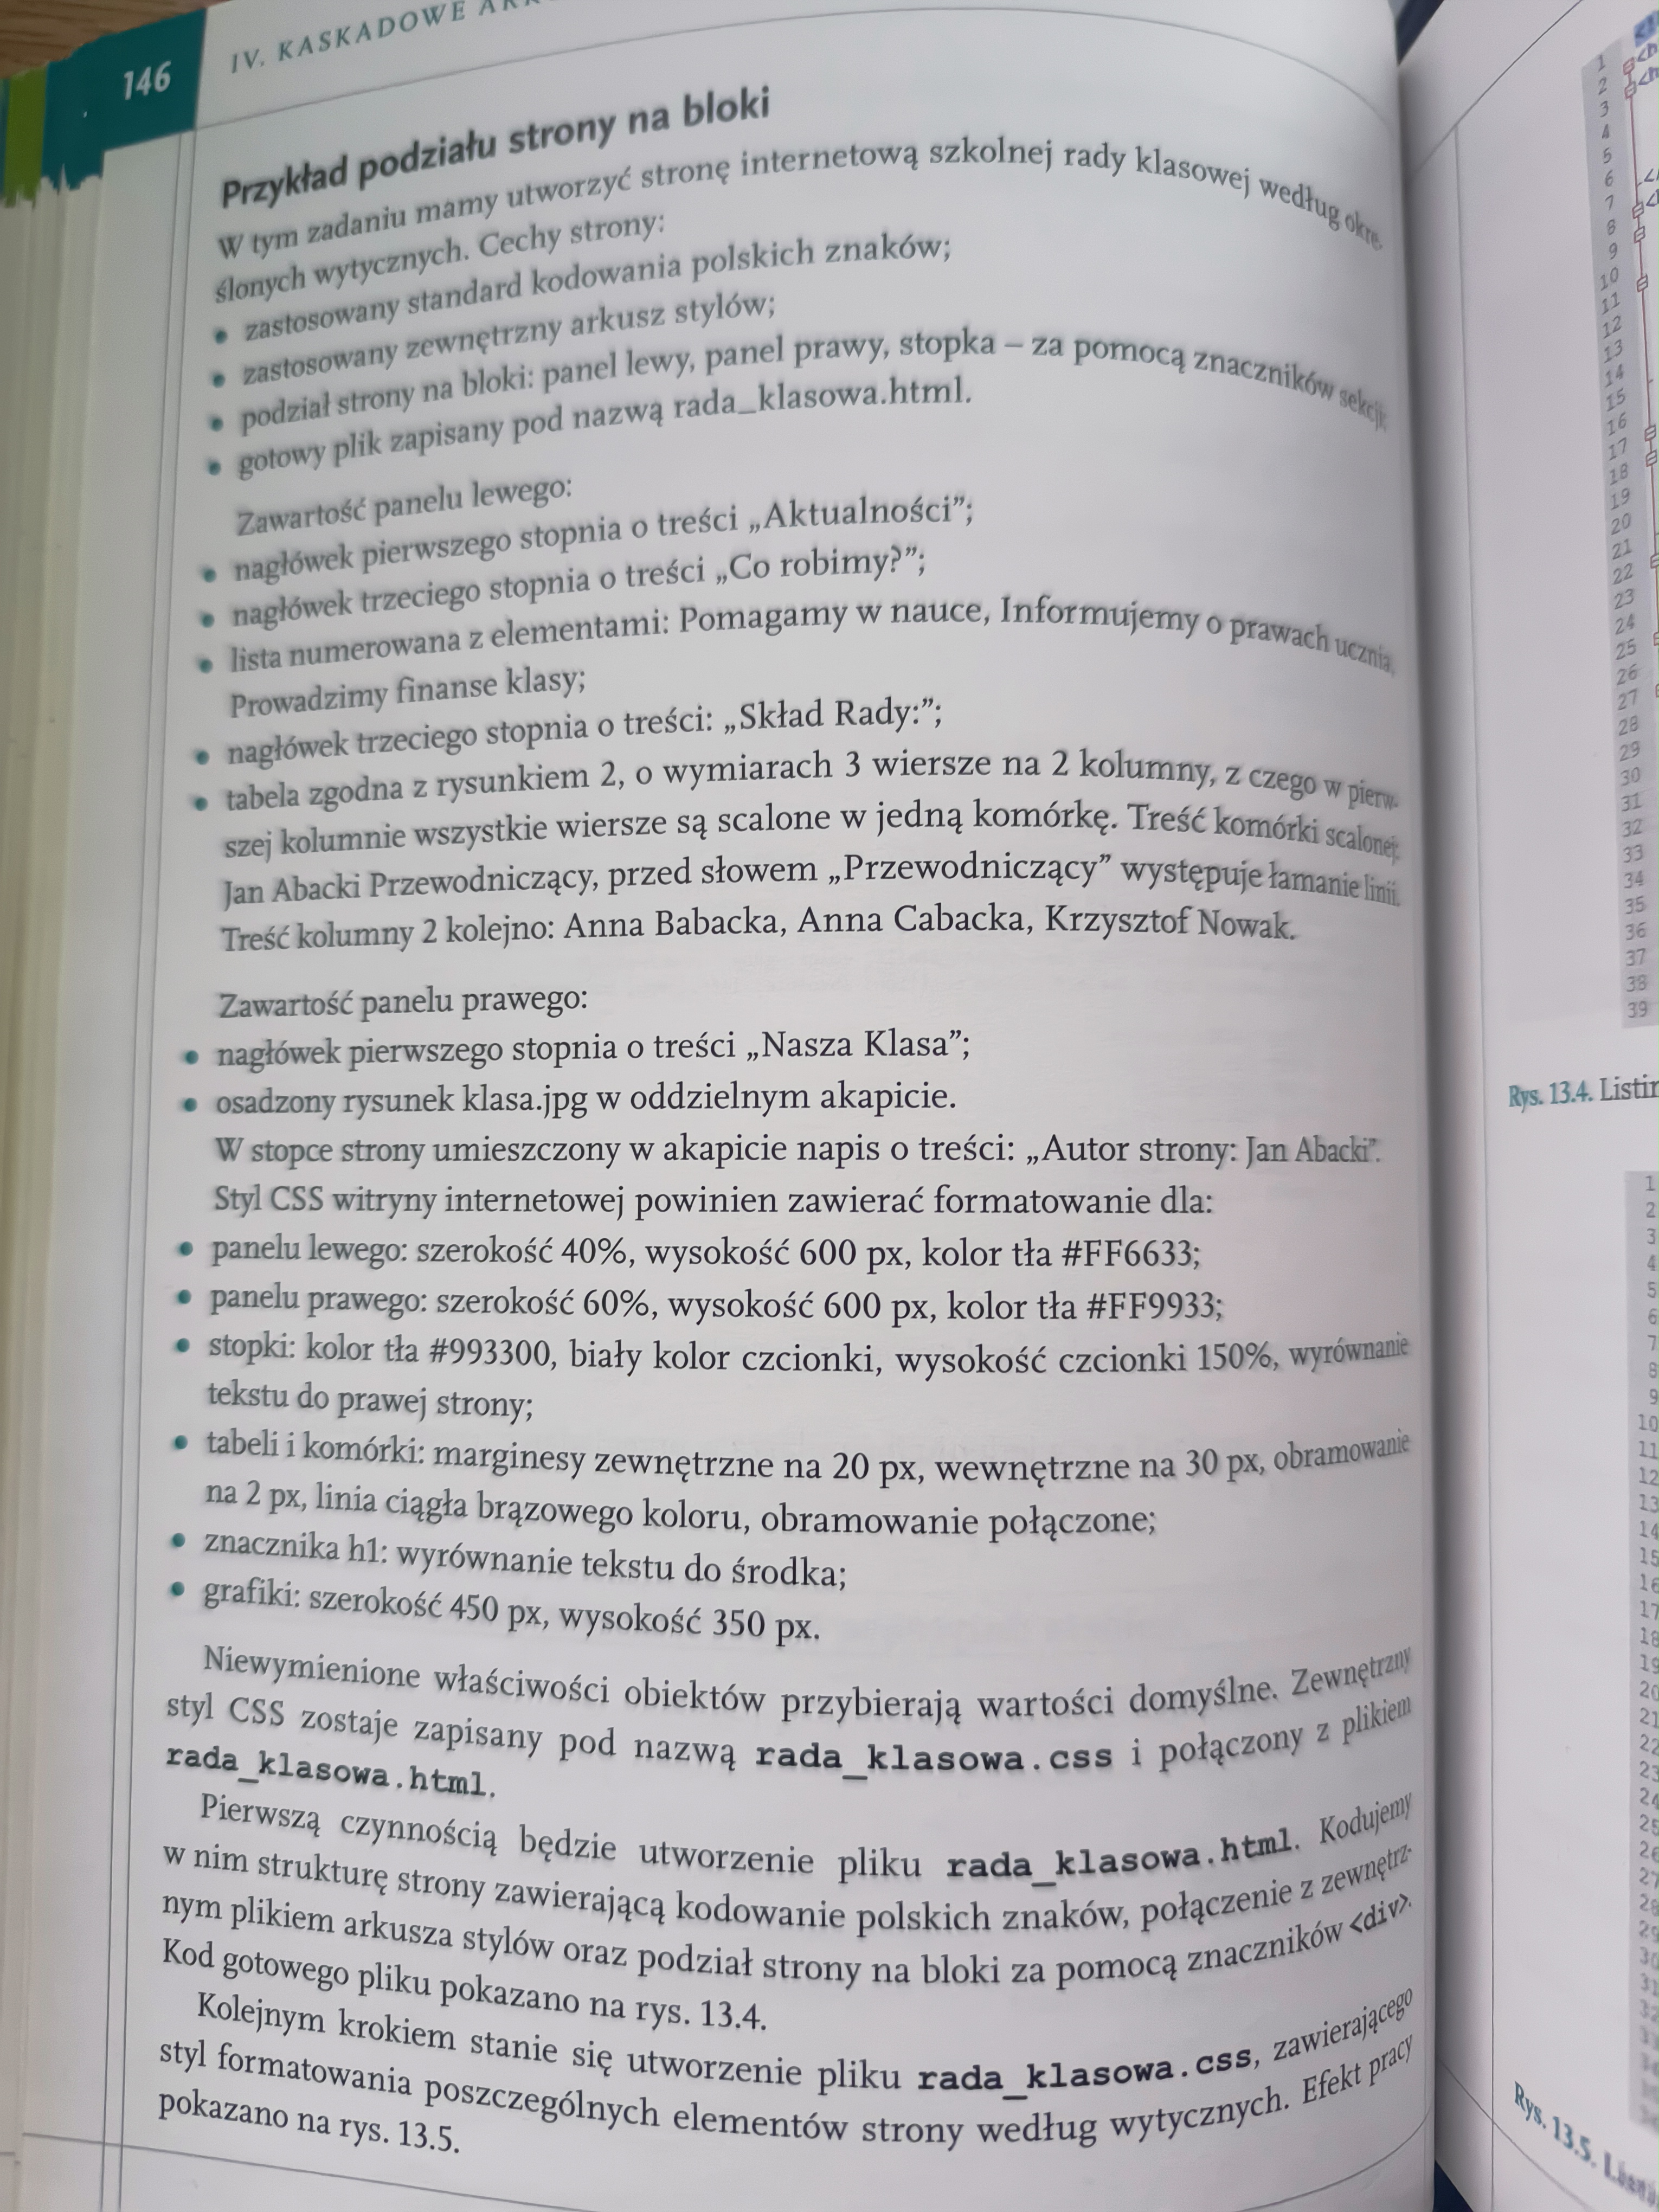 146
IV. KASKADOWE
Przykład podziału strony na bloki
W tym zadaniu mamy utworzyć stronę internetową szkolnej rady klasowej według okre-
ślonych wytycznych. Cechy strony:
• zastosowany standard kodowania polskich znaków;
• zastosowany zewnętrzny arkusz stylów;
• podział strony na bloki: panel lewy, panel prawy, stopka – za pomocą znaczników sekcji;
• gotowy plik zapisany pod nazwą rada_klasowa.html.
Zawartość panelu lewego:
• nagłówek pierwszego stopnia o treści „Aktualności”;
• nagłówek trzeciego stopnia o treści „Co robimy?”;
• lista numerowana z elementami: Pomagamy w nauce, Informujemy o prawach ucznia,
Prowadzimy finanse klasy;
• nagłówek trzeciego stopnia o treści: „Skład Rady:”;
• tabela zgodna z rysunkiem 2, o wymiarach 3 wiersze na 2 kolumny, z czego w pierw-
szej kolumnie wszystkie wiersze są scalone w jedną komórkę. Treść komórki scalonej:
Jan Abacki Przewodniczący, przed słowem „Przewodniczący” występuje łamanie linii.
Treść kolumny 2 kolejno: Anna Babacka, Anna Cabacka, Krzysztof Nowak.
Zawartość panelu prawego:
• nagłówek pierwszego stopnia o treści „Nasza Klasa”;
• osadzony rysunek klasa.jpg w oddzielnym akapicie.
W stopce strony umieszczony w akapicie napis o treści: „Autor strony: Jan Abacki”.
Styl CSS witryny internetowej powinien zawierać formatowanie dla:
• panelu lewego: szerokość 40%, wysokość 600 px, kolor tła #FF6633;
• panelu prawego: szerokość 60%, wysokość 600 px, kolor tła #FF9933;
• stopki: kolor tła #993300, biały kolor czcionki, wysokość czcionki 150%, wyrównanie
tekstu do prawej strony;
• tabeli i komórki: marginesy zewnętrzne na 20 px, wewnętrzne na 30 px, obramowanie
na 2 px, linia ciągła brązowego koloru, obramowanie połączone;
• znacznika h1: wyrównanie tekstu do środka;
• grafiki: szerokość 450 px, wysokość 350 px.
Niewymienione właściwości obiektów przybierają wartości domyślne. Zewnętrzny
styl CSS zostaje zapisany pod nazwą rada_klasowa.css i połączony z plikiem
rada_klasowa.html.
Pierwszą czynnością będzie utworzenie pliku rada_klasowa.html. Kodujemy
w nim strukturę strony zawierającą kodowanie polskich znaków, połączenie z zewnętrz-
nym plikiem arkusza stylów oraz podział strony na bloki za pomocą znaczników <div>.
Kod gotowego pliku pokazano na rys. 13.4.
Kolejnym krokiem stanie się utworzenie pliku rada_klasowa.css, zawierającego
styl formatowania poszczególnych elementów strony według wytycznych. Efekt pracy
pokazano na rys. 13.5.
1
2
3
4
5
6
7
8
9
10
11
12
13
14
15
16
17
18
19
20
21
22
23
24
25
26
27
28
29
30
31
32
33
34
35
36
37
38
39
Rys. 13.4.
1
2
3
4
5
6
7
8
9
10
11
12
13
14
15
16
17
18
19
20
21
22
23
24
25
26
27
28
29
30
Rys. 13.5.